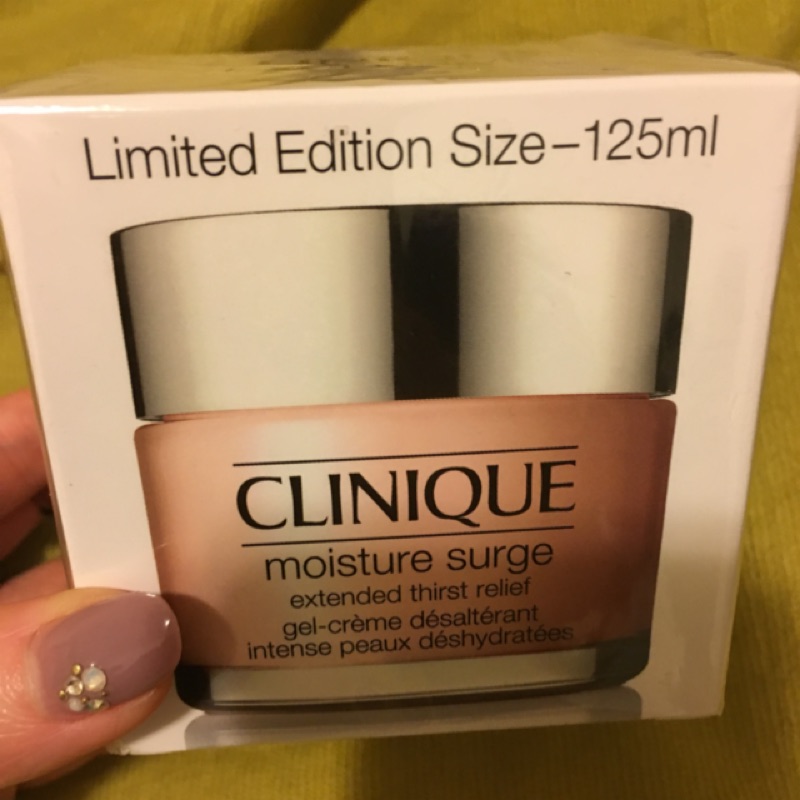 Limited Edition Size–125ml
CLINIQUE
moisture surge
extended thirst relief
gel-crème désaltérant
intense peaux déshydratées